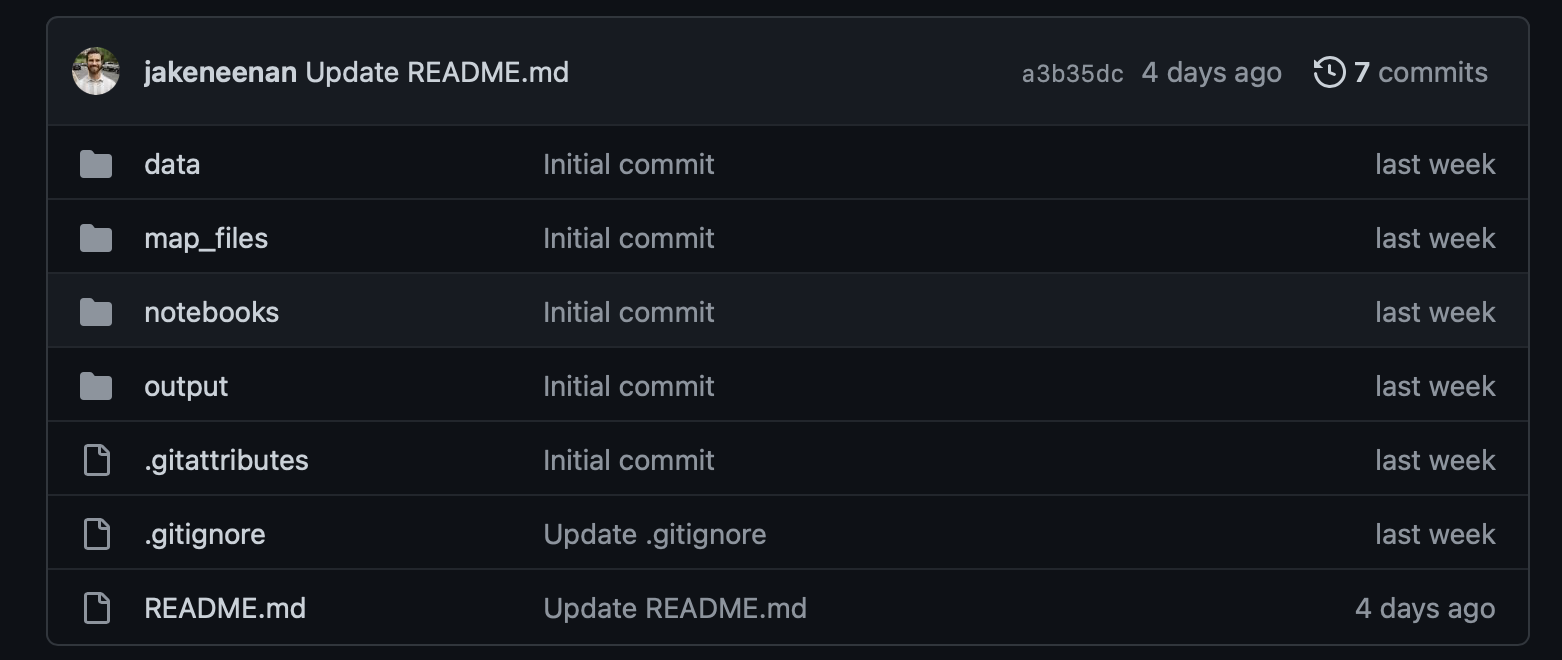 jakeneenan Update README.md a3b35dc 4 days ago 7 commits
data Initial commit last week
map_files Initial commit last week
notebooks Initial commit last week
output Initial commit last week
.gitattributes Initial commit last week
.gitignore Update .gitignore last week
README.md Update README.md 4 days ago